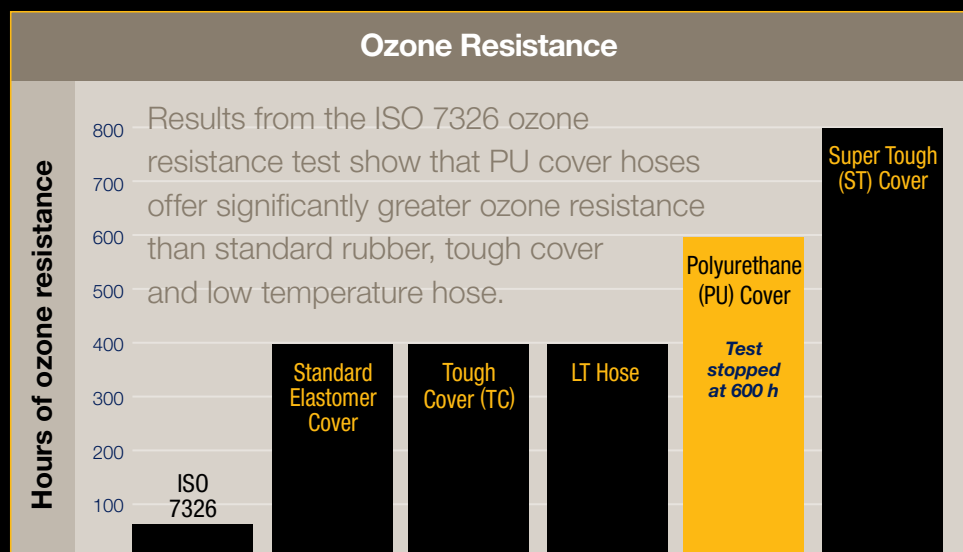 Ozone Resistance
Hours of ozone resistance
Results from the ISO 7326 ozone
resistance test show that PU cover hoses
offer significantly greater ozone resistance
than standard rubber, tough cover
and low temperature hose.
800
700
600
500
400
300
200
100
ISO
7326
Standard
Elastomer
Cover
Tough
Cover (TC)
LT Hose
Polyurethane
(PU) Cover
Test
stopped
at 600 h
Super Tough
(ST) Cover